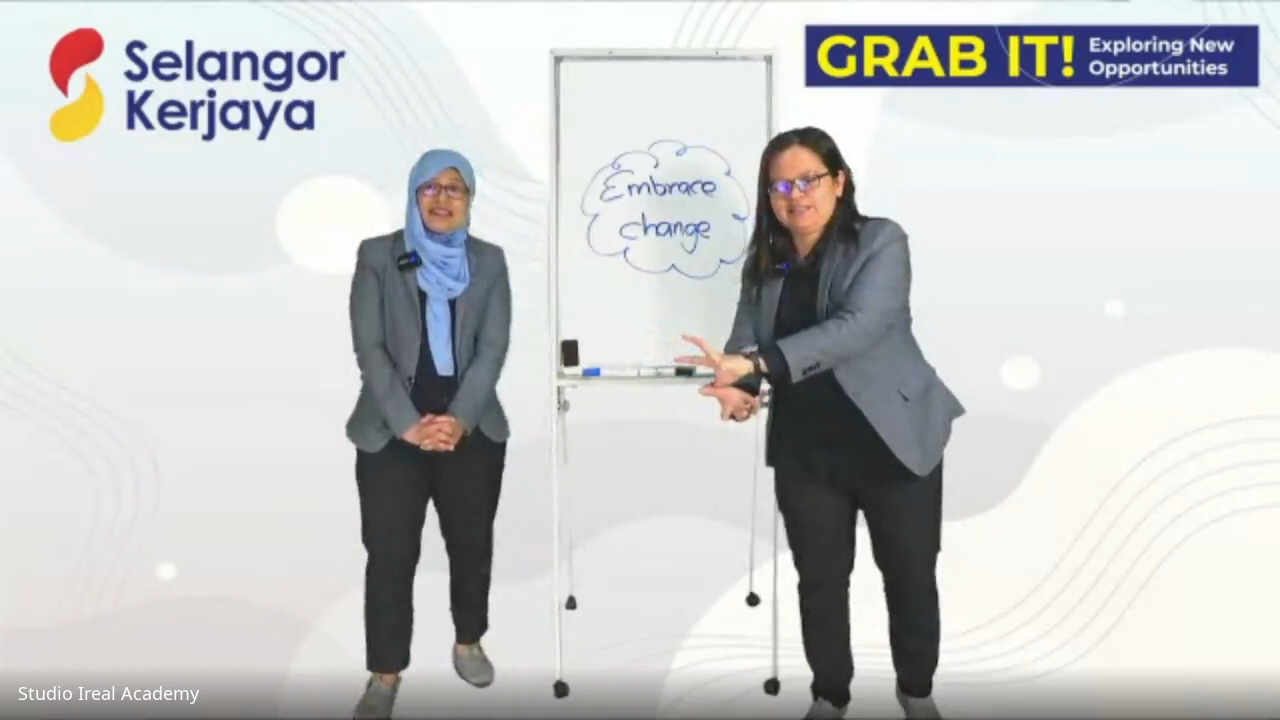 Selangor
Kerjaya
GRAB IT! Exploring New
Opportunities
Embrace
change
Studio Ireal Academy